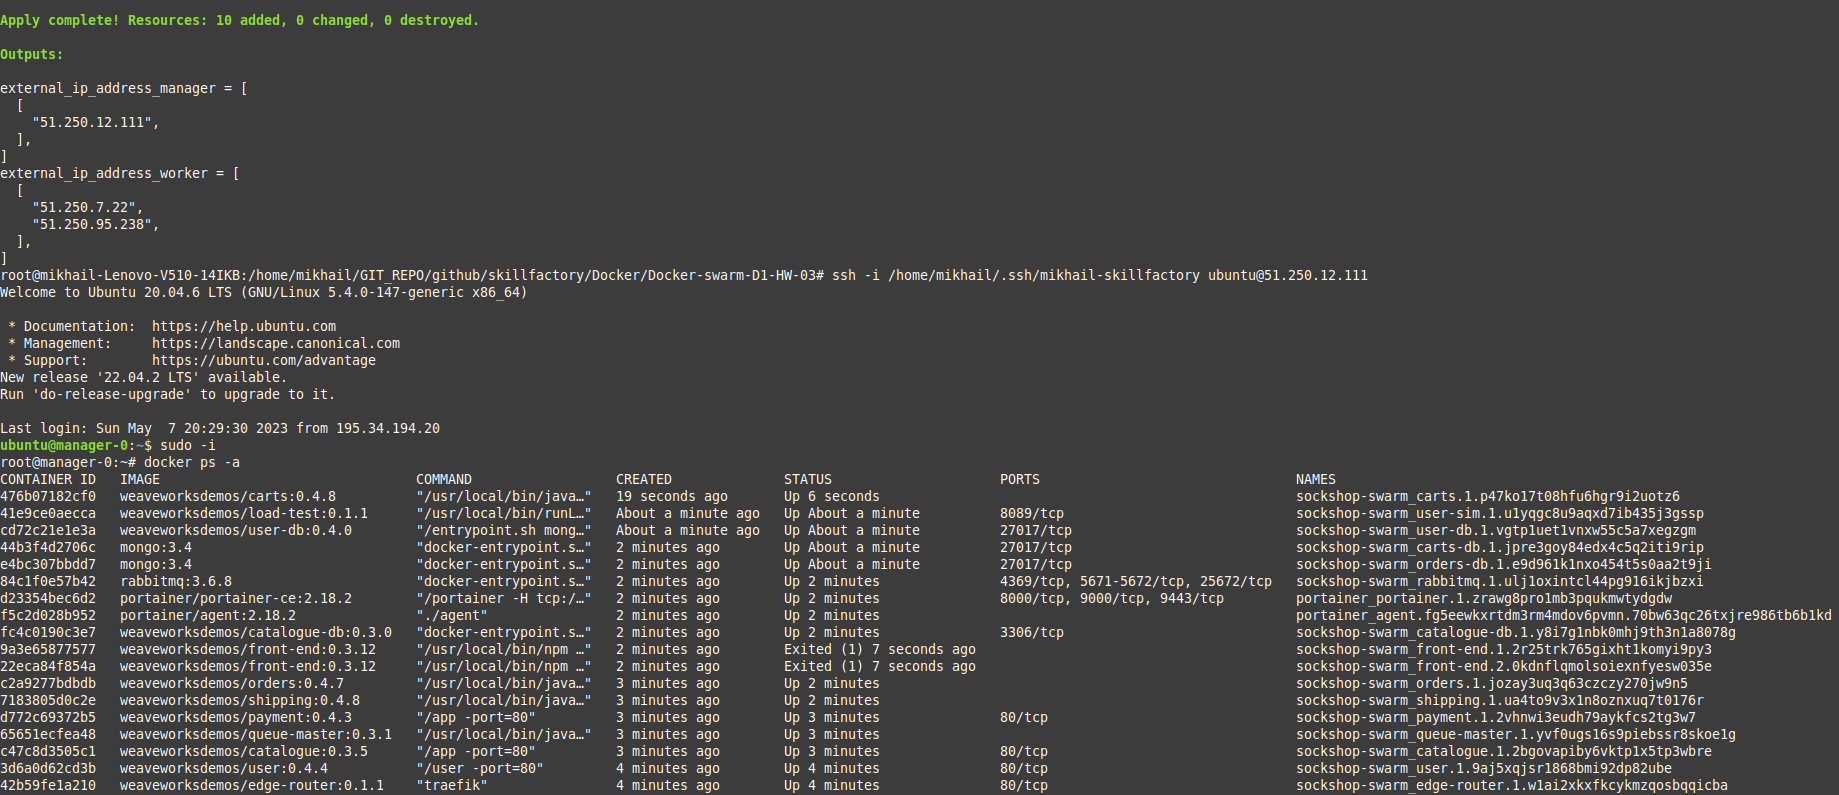 Apply complete! Resources: 10 added, 0 changed, 0 destroyed.
Outputs:
external_ip_address_manager = [
  [
    "51.250.12.111",
  ],
]
external_ip_address_worker = [
  [
    "51.250.7.22",
    "51.250.95.238",
  ],
]
root@mikhail-Lenovo-V510-14IKB:/home/mikhail/GIT_REPO/github/skillfactory/Docker/Docker-swarm-D1-HW-03# ssh -i /home/mikhail/.ssh/mikhail-skillfactory ubuntu@51.250.12.111
Welcome to Ubuntu 20.04.6 LTS (GNU/Linux 5.4.0-147-generic x86_64)
 * Documentation:  https://help.ubuntu.com
 * Management:     https://landscape.canonical.com
 * Support:        https://ubuntu.com/advantage
New release '22.04.2 LTS' available.
Run 'do-release-upgrade' to upgrade to it.
Last login: Sun May  7 20:29:30 2023 from 195.34.194.20
ubuntu@manager-0:~$ sudo -i
root@manager-0:~# docker ps -a
CONTAINER ID   IMAGE                                COMMAND                  CREATED              STATUS                     PORTS                                NAMES
476b07182cf0   weaveworksdemos/carts:0.4.8          "/usr/local/bin/java…"   19 seconds ago       Up 6 seconds                                                    sockshop-swarm_carts.1.p47ko17t08hfu6hgr9i2uotz6
41e9ce0aecca   weaveworksdemos/load-test:0.1.1      "/usr/local/bin/runL…"   About a minute ago   Up About a minute          8089/tcp                             sockshop-swarm_user-sim.1.u1yqgc8u9aqxd7ib435j3gssp
cd72c21e1e3a   weaveworksdemos/user-db:0.4.0        "/entrypoint.sh mong…"   About a minute ago   Up About a minute          27017/tcp                            sockshop-swarm_user-db.1.vgtp1uet1vnxw55c5a7xegzgm
44b3f4d2706c   mongo:3.4                            "docker-entrypoint.s…"   2 minutes ago        Up About a minute          27017/tcp                            sockshop-swarm_carts-db.1.jpre3goy84edx4c5q2iti9rip
e4bc307bbdd7   mongo:3.4                            "docker-entrypoint.s…"   2 minutes ago        Up About a minute          27017/tcp                            sockshop-swarm_orders-db.1.e9d961k1nxo454t5s0aa2t9ji
84c1f0e57b42   rabbitmq:3.6.8                       "docker-entrypoint.s…"   2 minutes ago        Up 2 minutes               4369/tcp, 5671-5672/tcp, 25672/tcp   sockshop-swarm_rabbitmq.1.ulj1oxintcl44pg916ikjbzxi
d23354bec6d2   portainer/portainer-ce:2.18.2        "/portainer -H tcp:/…"   2 minutes ago        Up 2 minutes               8000/tcp, 9000/tcp, 9443/tcp         portainer_portainer.1.zrawg8pro1mb3pqukmwtydgdw
f5c2d028b952   portainer/agent:2.18.2               "./agent"                2 minutes ago        Up 2 minutes                                                    portainer_agent.fg5eewkxrtdm3rm4mdov6pvmn.70bw63qc26txjre986tb6b1kd
fc4c0190c3e7   weaveworksdemos/catalogue-db:0.3.0   "docker-entrypoint.s…"   2 minutes ago        Up 2 minutes               3306/tcp                             sockshop-swarm_catalogue-db.1.y8i7g1nbk0mhj9th3n1a8078g
9a3e65877577   weaveworksdemos/front-end:0.3.12     "/usr/local/bin/npm …"   2 minutes ago        Exited (1) 7 seconds ago                                        sockshop-swarm_front-end.1.2r25trk765gixht1komyi9py3
22eca84f854a   weaveworksdemos/front-end:0.3.12     "/usr/local/bin/npm …"   2 minutes ago        Exited (1) 7 seconds ago                                        sockshop-swarm_front-end.2.0kdnflqmolsoiexnfyesw035e
c2a9277bdbdb   weaveworksdemos/orders:0.4.7         "/usr/local/bin/java…"   3 minutes ago        Up 2 minutes                                                    sockshop-swarm_orders.1.jozay3uq3q63czczy270jw9n5
7183805d0c2e   weaveworksdemos/shipping:0.4.8       "/usr/local/bin/java…"   3 minutes ago        Up 2 minutes                                                    sockshop-swarm_shipping.1.ua4to9v3x1n8oznxuq7t0176r
d772c69372b5   weaveworksdemos/payment:0.4.3        "/app -port=80"          3 minutes ago        Up 3 minutes               80/tcp                               sockshop-swarm_payment.1.2vhnwi3eudh79aykfcs2tg3w7
65651ecfea48   weaveworksdemos/queue-master:0.3.1   "/usr/local/bin/java…"   3 minutes ago        Up 3 minutes                                                    sockshop-swarm_queue-master.1.yvf0ugs16s9piebssr8skoe1g
c47c8d3505c1   weaveworksdemos/catalogue:0.3.5      "/app -port=80"          3 minutes ago        Up 3 minutes               80/tcp                               sockshop-swarm_catalogue.1.2bgovapiby6vktp1x5tp3wbre
3d6a0d62cd3b   weaveworksdemos/user:0.4.4           "/user -port=80"         4 minutes ago        Up 4 minutes               80/tcp                               sockshop-swarm_user.1.9aj5xqjsr1868bmi92dp82ube
42b59fe1a210   weaveworksdemos/edge-router:0.1.1    "traefik"                4 minutes ago        Up 4 minutes               80/tcp                               sockshop-swarm_edge-router.1.w1ai2xkxfkcykmzqosbqqicba